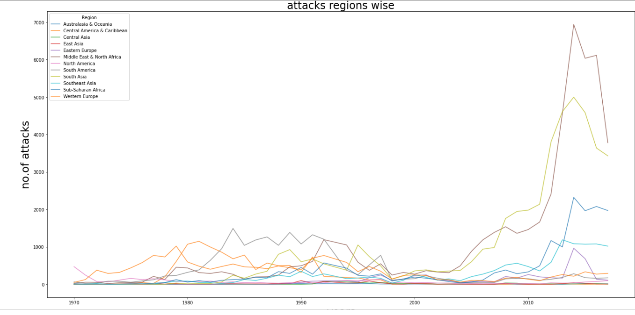 attacks regions wise
Region
Australasia & Oceania
Central America & Caribbean
Central Asia
East Asia
Eastern Europe
Middle East & North Africa
North America
South America
South Asia
Southeast Asia
Sub-Saharan Africa
Western Europe
no.of attacks
7000
6000
5000
4000
3000
2000
1000
0
1970
1980
1990
2000
2010